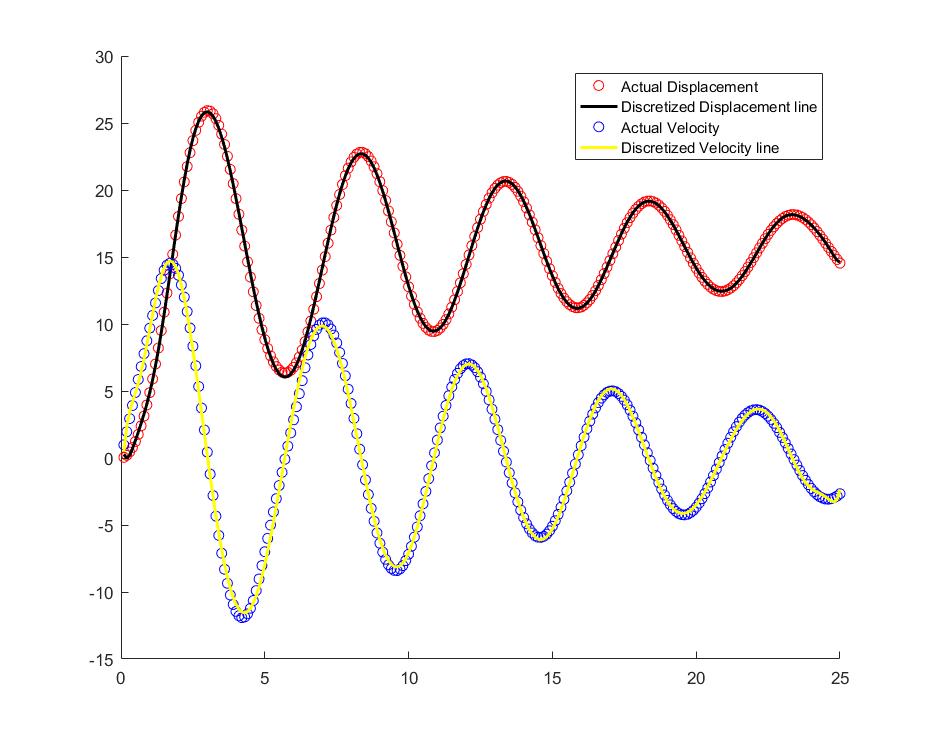 30
25
20
15
10
5
0
-5
-10
-15
0 5 10 15 20 25
Actual Displacement
Discretized Displacement line
Actual Velocity
Discretized Velocity line